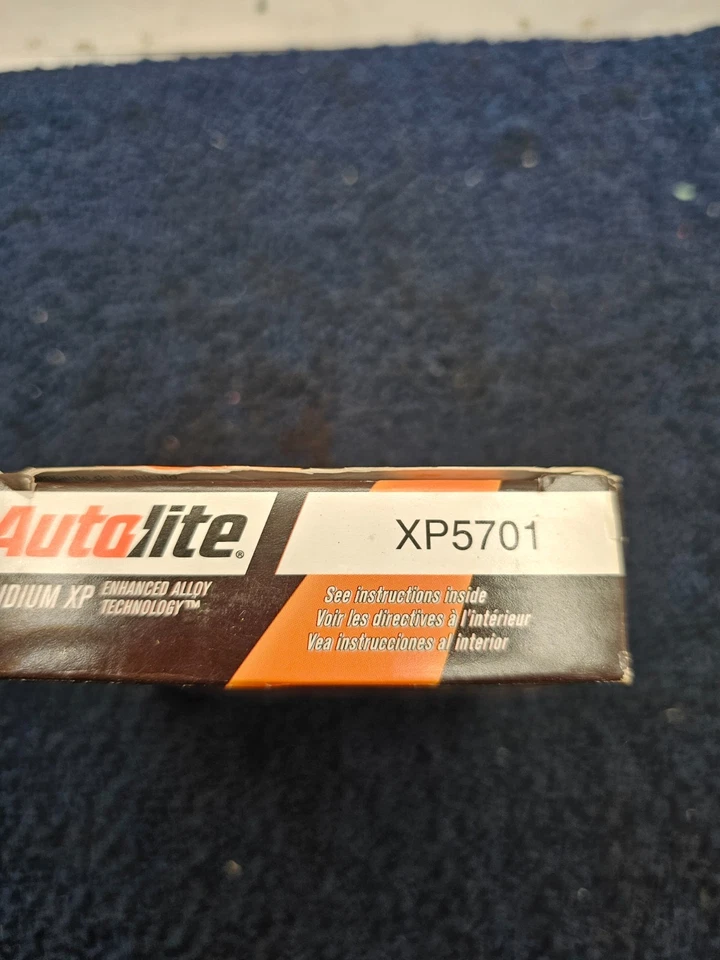 Autolite®
XP5701
IDIUM XP ENHANCED ALLOY
TECHNOLOGY™
See instructions inside
Voir les directives à l'intérieur
Vea instrucciones al interior